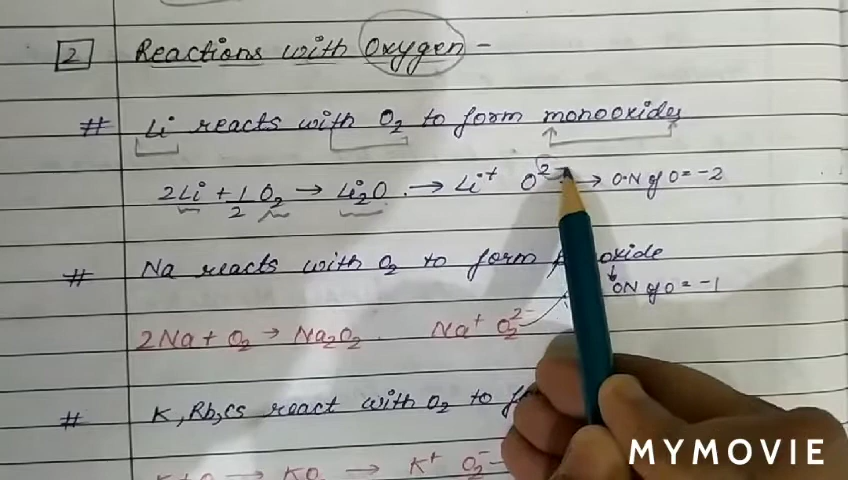 2 Reactions with Oxygen -
# Li reacts with O2 to form monooxides
2Li + 1/2 O2 → Li2O . → Li+ O2- → O.N of O = -2
# Na reacts with O2 to form oxide
↓ ON of O = -1
2Na + O2 → Na2O2 . Na+ O2 2-
# K, Rb, Cs react with O2 to
→ KO → K+ O2-
MYMOVIE